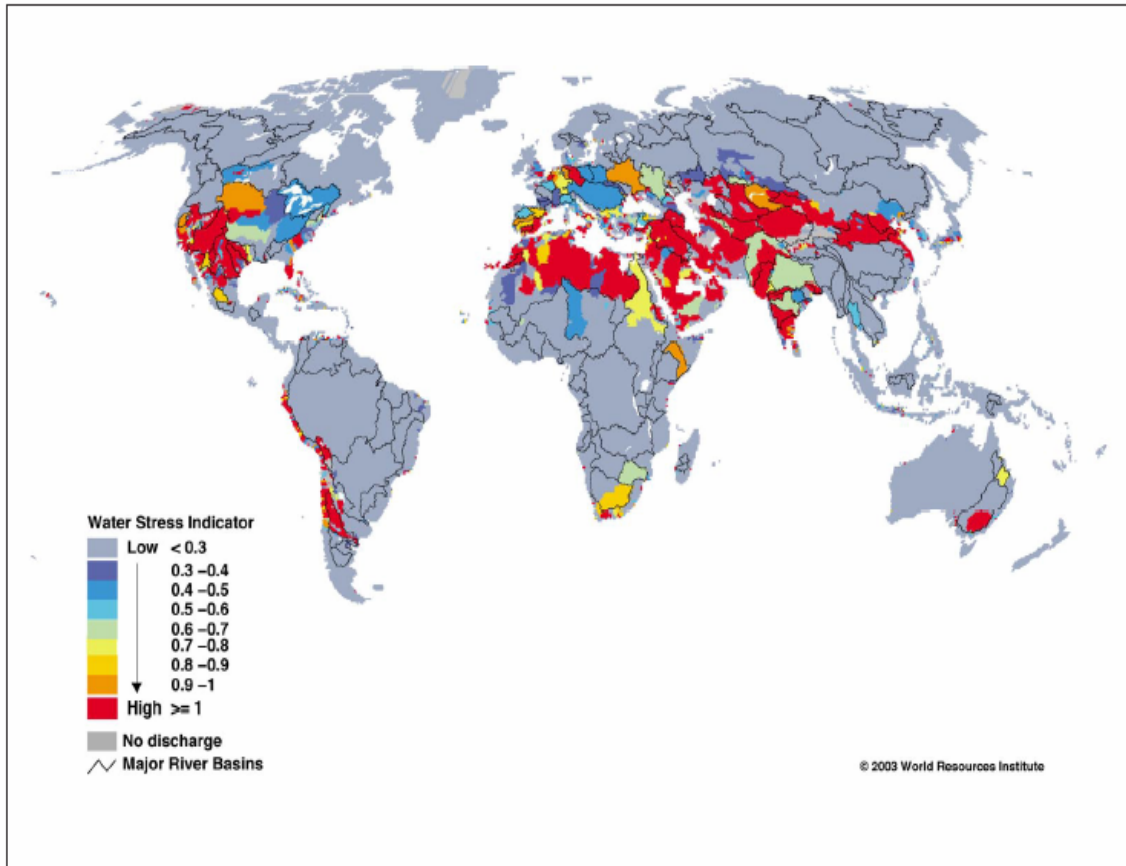 Water Stress Indicator
Low < 0.3
0.3 –0.4
0.4 –0.5
0.5 –0.6
0.6 –0.7
0.7 –0.8
0.8 –0.9
0.9 –1
High >= 1
No discharge
Major River Basins
© 2003 World Resources Institute